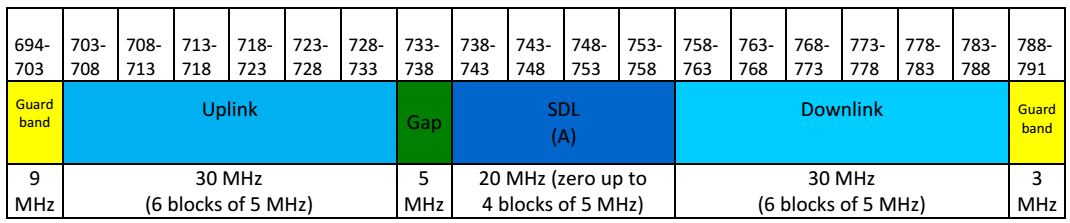 694- 703- 708- 713- 718- 723- 728- 733- 738- 743- 748- 753- 758- 763- 768- 773- 778- 783- 788-
703 708 713 718 723 728 733 738 743 748 753 758 763 768 773 778 783 788 791
Guard band
Uplink
Gap
SDL
(A)
Downlink
Guard band
9 MHz
30 MHz
(6 blocks of 5 MHz)
5 MHz
20 MHz (zero up to
4 blocks of 5 MHz)
30 MHz
(6 blocks of 5 MHz)
3 MHz